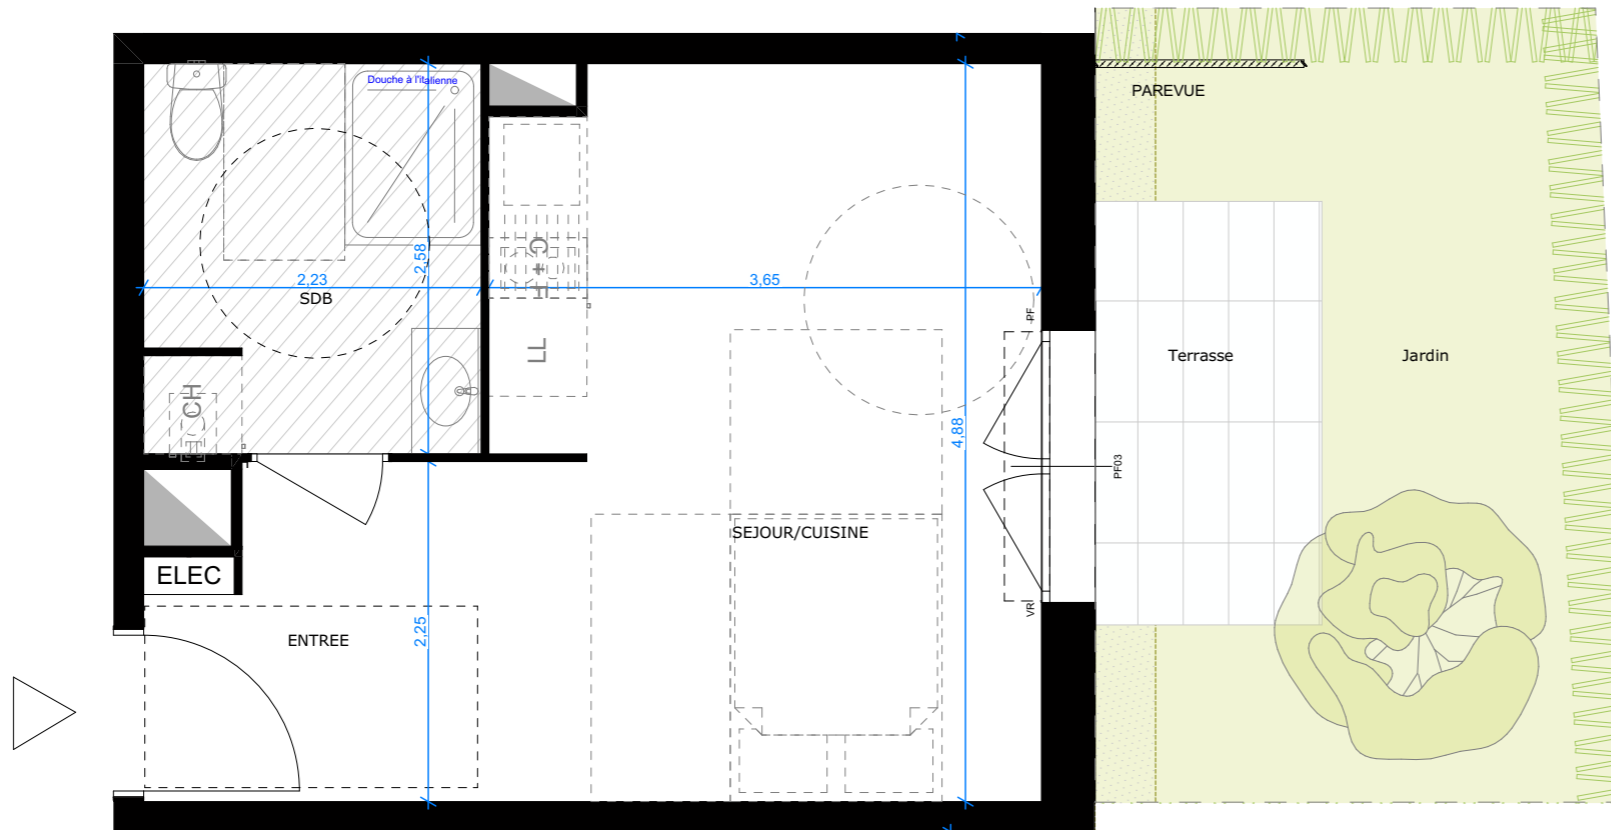 Douche à l'italienne
PAREVUE
2,58
2,23
SDB
T+C
3,65
PF
LL
Terrasse
Jardin
CH
4,88
PF03
SEJOUR/CUISINE
ELEC
VR
2,25
ENTREE